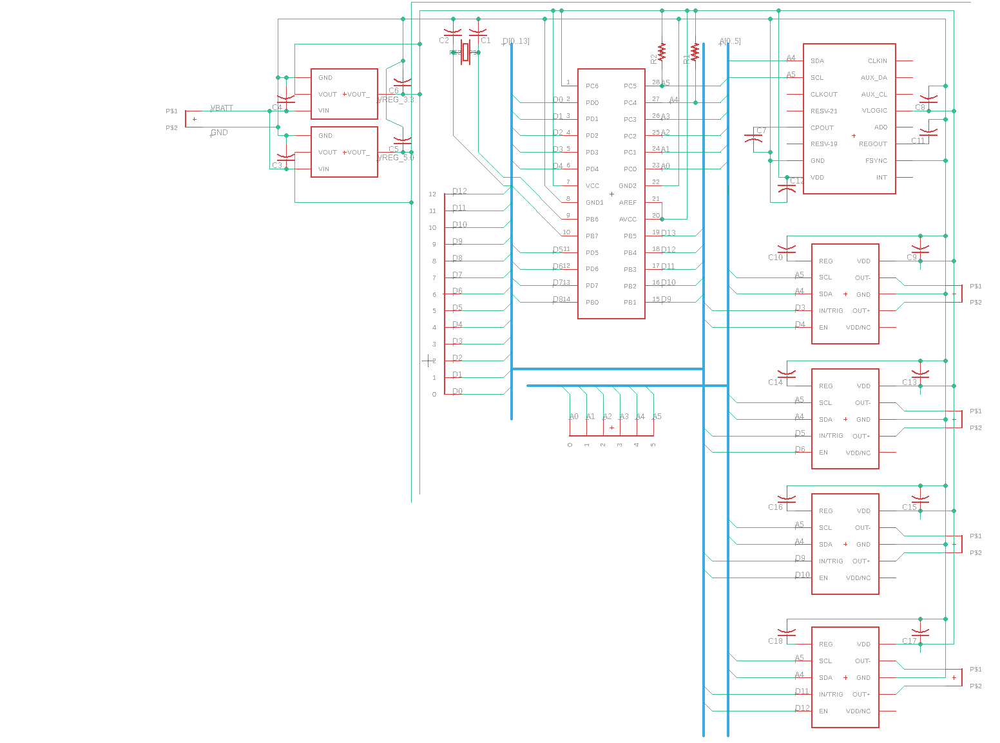 C2
C1
D[0..13]
A[0..5]
R2
R1
GND
VOUT
VOUT_
VIN
C4
C6
VREG_3.3
P$1
P$2
VBATT
GND
GND
VOUT
VOUT_
VIN
C3
C5
VREG_5.0
1 PC6
D0 2 PD0
D1 3 PD1
D2 4 PD2
D3 5 PD3
D4 6 PD4
7 VCC
8 GND1
9 PB6
10 PB7
D5 11 PD5
D6 12 PD6
D7 13 PD7
D8 14 PB0
PC5 28 A5
PC4 27 A4
PC3 26 A3
PC2 25 A2
PC1 24 A1
PC0 23 A0
GND2 22
AREF 21
AVCC 20
PB5 19 D13
PB4 18 D12
PB3 17 D11
PB2 16 D10
PB1 15 D9
12 D12
11 D11
10 D10
9 D9
8 D8
7 D7
6 D6
5 D5
4 D4
3 D3
2 D2
1 D1
0 D0
A0 A1 A2 A3 A4 A5
0 1 2 3 4 5
A4 SDA CLKIN
A5 SCL AUX_DA
CLKOUT AUX_CL
RESV-21 VLOGIC
CPOUT AD0
RESV-19 REGOUT
GND FSYNC
VDD INT
C7
C8
C11
C12
C10
C9
REG VDD
A5 SCL OUT-
A4 SDA GND
D3 IN/TRIG OUT+
D4 EN VDD/NC
P$1
P$2
C14
C13
REG VDD
A5 SCL OUT-
A4 SDA GND
D5 IN/TRIG OUT+
D6 EN VDD/NC
P$1
P$2
C16
C15
REG VDD
A5 SCL OUT-
A4 SDA GND
D9 IN/TRIG OUT+
D10 EN VDD/NC
P$1
P$2
C18
C17
REG VDD
A5 SCL OUT-
A4 SDA GND
D11 IN/TRIG OUT+
D12 EN VDD/NC
P$1
P$2